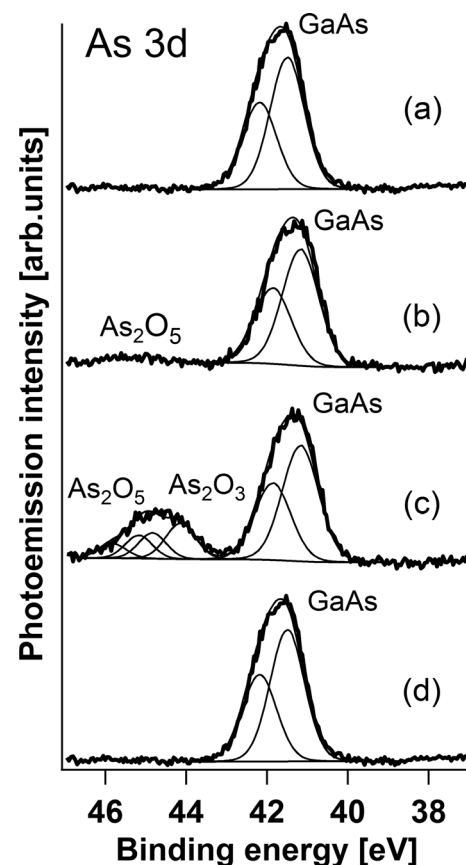 As 3d
GaAs
(a)
GaAs
As₂O₅
(b)
GaAs
As₂O₅
As₂O₃
(c)
GaAs
(d)
Photoemission intensity [arb.units]
46 44 42 40 38
Binding energy [eV]